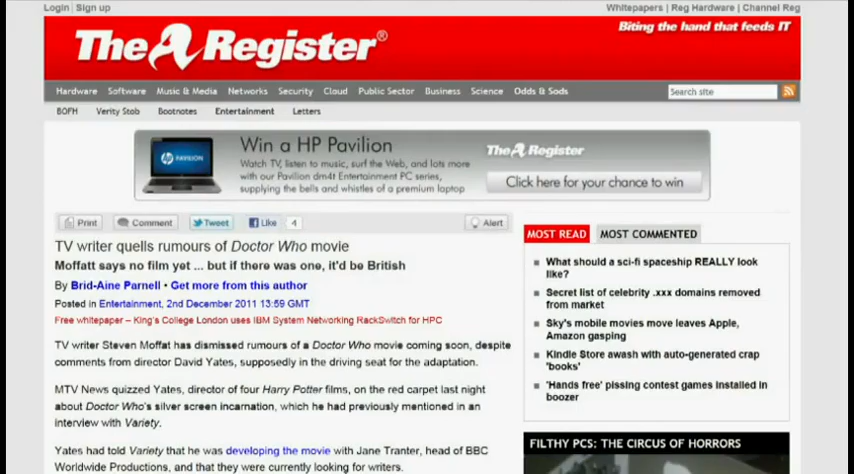 Login | Sign up
Whitepapers | Reg Hardware | Channel Reg
The Register®
Biting the hand that feeds IT
Hardware Software Music & Media Networks Security Cloud Public Sector Business Science Odds & Sods
Search site
BOFH Verity Stob Bootnotes Entertainment Letters
Win a HP Pavilion
Watch TV, listen to music, surf the Web, and lots more
with our Pavilion dm4t Entertainment PC series,
supplying the bells and whistles of a premium laptop
hp PAVILION
The Register
Click here for your chance to win
Print Comment Tweet Like 4 Alert
TV writer quells rumours of Doctor Who movie
Moffatt says no film yet ... but if there was one, it'd be British
By Brid-Aine Parnell • Get more from this author
Posted in Entertainment, 2nd December 2011 13:59 GMT
Free whitepaper – King's College London uses IBM System Networking RackSwitch for HPC
TV writer Steven Moffat has dismissed rumours of a Doctor Who movie coming soon, despite
comments from director David Yates, supposedly in the driving seat for the adaptation.
MTV News quizzed Yates, director of four Harry Potter films, on the red carpet last night
about Doctor Who's silver screen incarnation, which he had previously mentioned in an
interview with Variety.
Yates had told Variety that he was developing the movie with Jane Tranter, head of BBC
Worldwide Productions, and that they were currently looking for writers.
MOST READ MOST COMMENTED
What should a sci-fi spaceship REALLY look
like?
Secret list of celebrity .xxx domains removed
from market
Sky's mobile movies move leaves Apple,
Amazon gasping
Kindle Store awash with auto-generated crap
'books'
'Hands free' pissing contest games installed in
boozer
FILTHY PCS: THE CIRCUS OF HORRORS